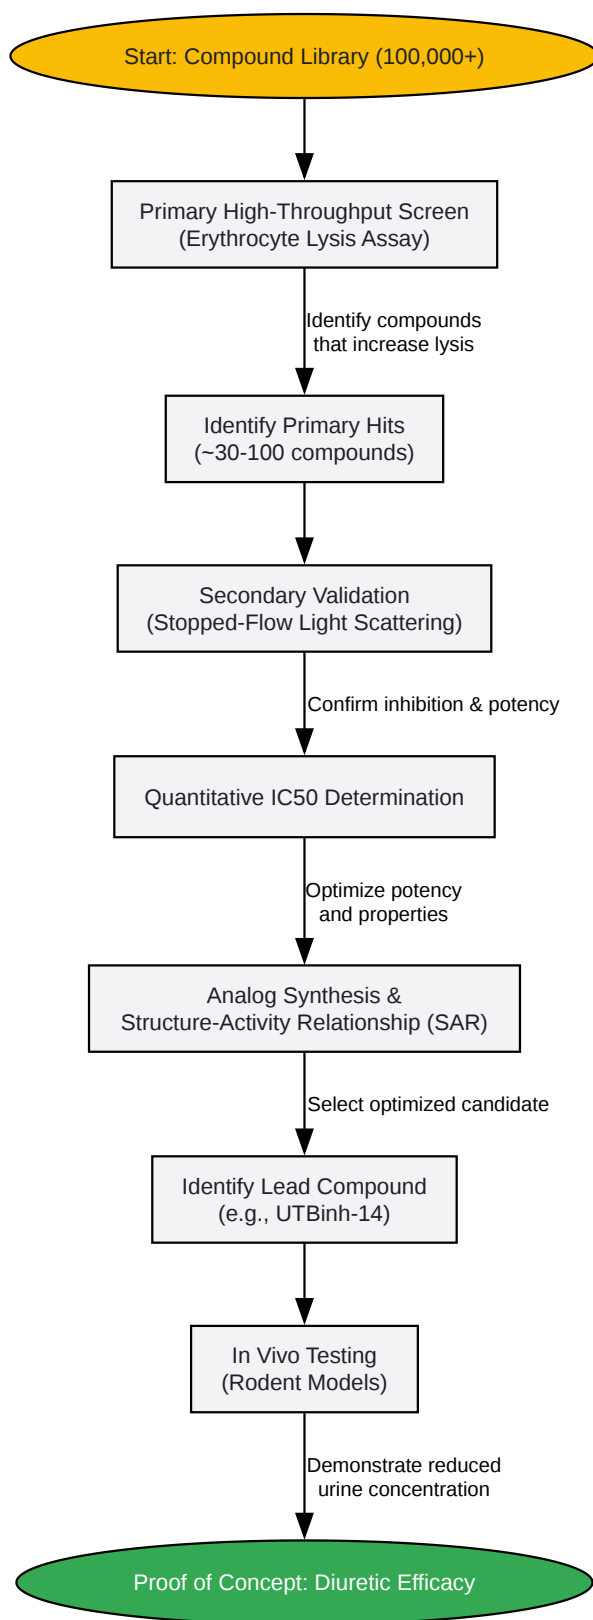 Start: Compound Library (100,000+)
Primary High-Throughput Screen
(Erythrocyte Lysis Assay)
Identify compounds
that increase lysis
Identify Primary Hits
(~30-100 compounds)
Secondary Validation
(Stopped-Flow Light Scattering)
Confirm inhibition & potency
Quantitative IC50 Determination
Optimize potency
and properties
Analog Synthesis &
Structure-Activity Relationship (SAR)
Select optimized candidate
Identify Lead Compound
(e.g., UTBinh-14)
In Vivo Testing
(Rodent Models)
Demonstrate reduced
urine concentration
Proof of Concept: Diuretic Efficacy